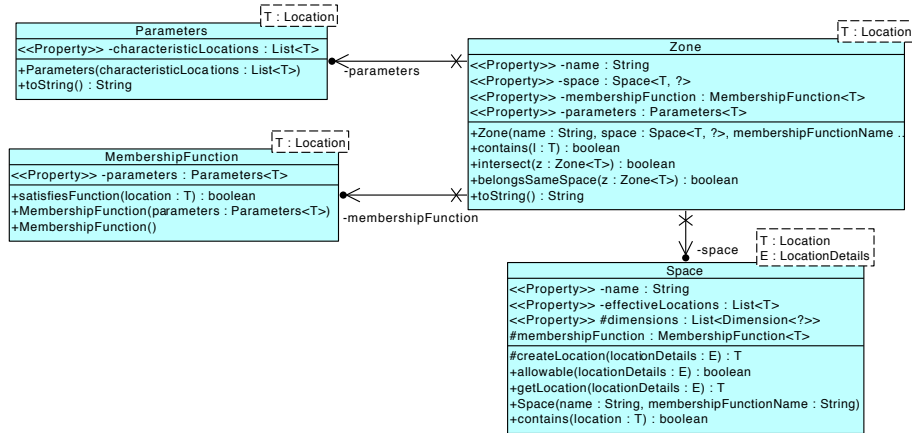 T : Location
Parameters
<<Property>> -characteristicLocations : List<T>
+Parameters(characteristicLocations : List<T>)
+toString() : String
-parameters
T : Location
Zone
<<Property>> -name : String
<<Property>> -space : Space<T, ?>
<<Property>> -membershipFunction : MembershipFunction<T>
<<Property>> -parameters : Parameters<T>
+Zone(name : String, space : Space<T, ?>, membershipFunctionName ...
+contains(l : T) : boolean
+intersect(z : Zone<T>) : boolean
+belongsSameSpace(z : Zone<T>) : boolean
+toString() : String
T : Location
MembershipFunction
<<Property>> -parameters : Parameters<T>
+satisfiesFunction(location : T) : boolean
+MembershipFunction(parameters : Parameters<T>)
+MembershipFunction()
-membershipFunction
-space
T : Location
E : LocationDetails
Space
<<Property>> -name : String
<<Property>> -effectiveLocations : List<T>
<<Property>> #dimensions : List<Dimension<?>>
#membershipFunction : MembershipFunction<T>
#createLocation(locationDetails : E) : T
+allowable(locationDetails : E) : boolean
+getLocation(locationDetails : E) : T
+Space(name : String, membershipFunctionName : String)
+contains(location : T) : boolean